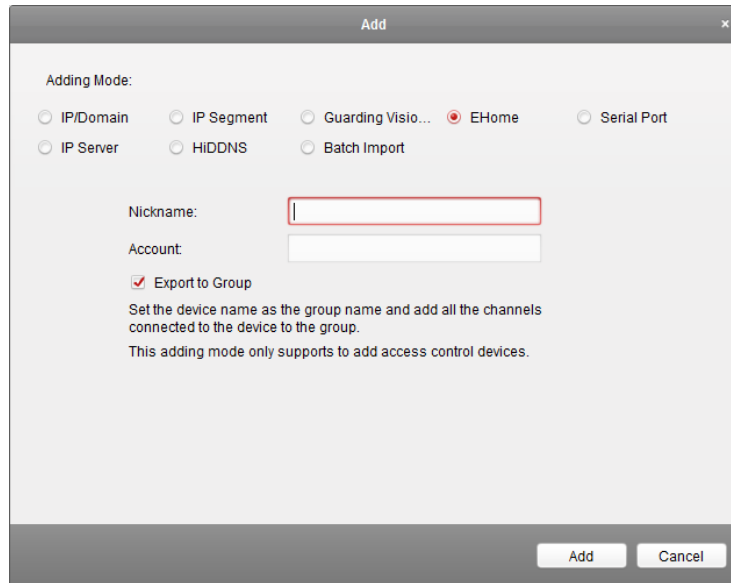 Add
×
Adding Mode:
IP/Domain IP Segment Guarding Visio... EHome Serial Port
IP Server HiDDNS Batch Import
Nickname:
Account:
Export to Group
Set the device name as the group name and add all the channels
connected to the device to the group.
This adding mode only supports to add access control devices.
Add Cancel